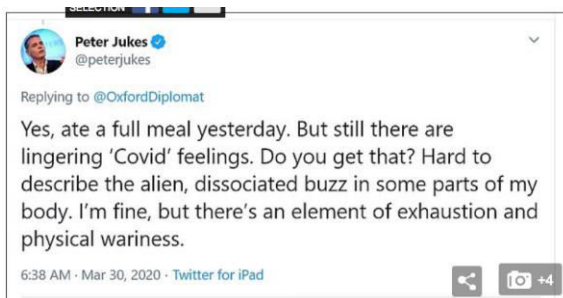 SELECTION
Peter Jukes
@peterjukes
Replying to @OxfordDiplomat
Yes, ate a full meal yesterday. But still there are
lingering ‘Covid’ feelings. Do you get that? Hard to
describe the alien, dissociated buzz in some parts of my
body. I’m fine, but there’s an element of exhaustion and
physical wariness.
6:38 AM · Mar 30, 2020 · Twitter for iPad
+4